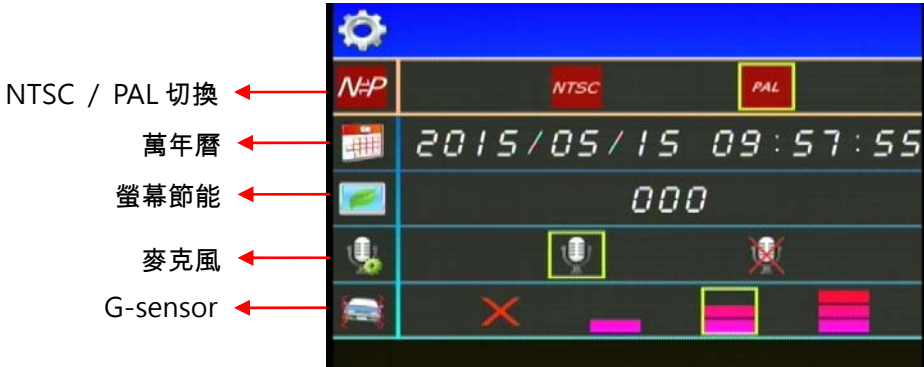 NTSC / PAL 切換
N⇌P NTSC PAL
萬年曆
2015/05/15 09:57:55
螢幕節能
000
麥克風
G-sensor